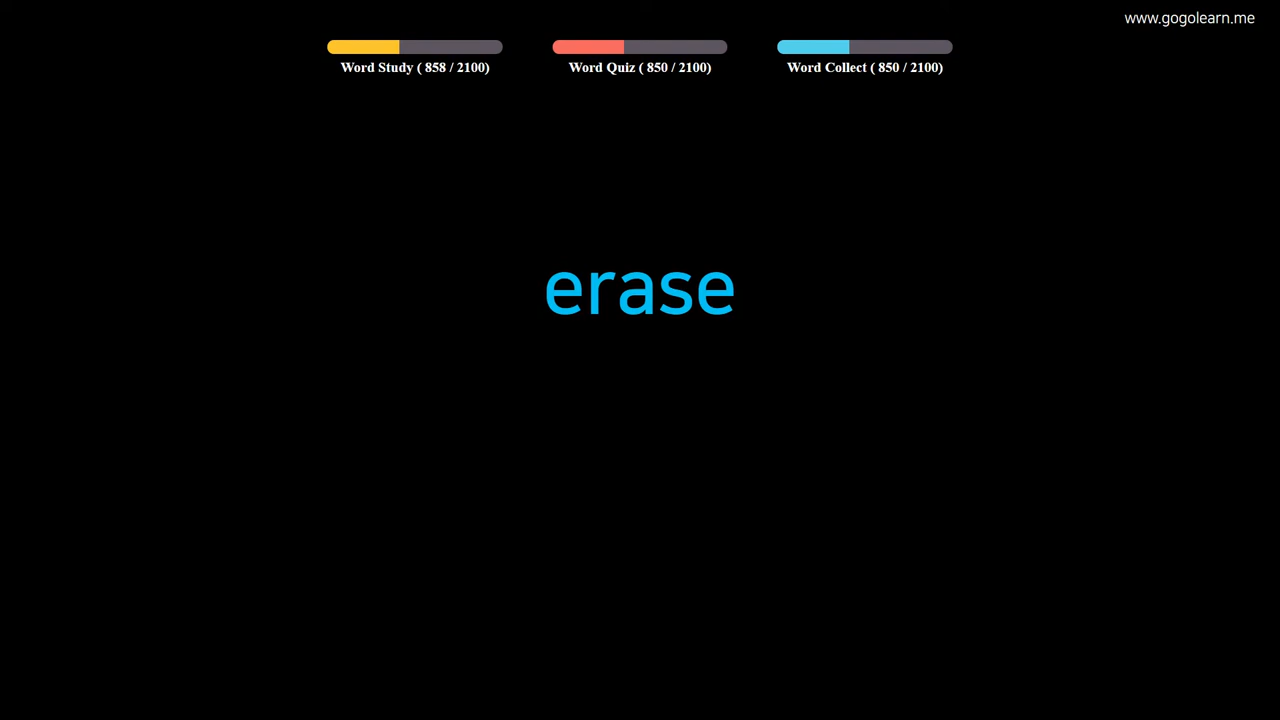 www.gogolearn.me
Word Study ( 858 / 2100)
Word Quiz ( 850 / 2100)
Word Collect ( 850 / 2100)
erase